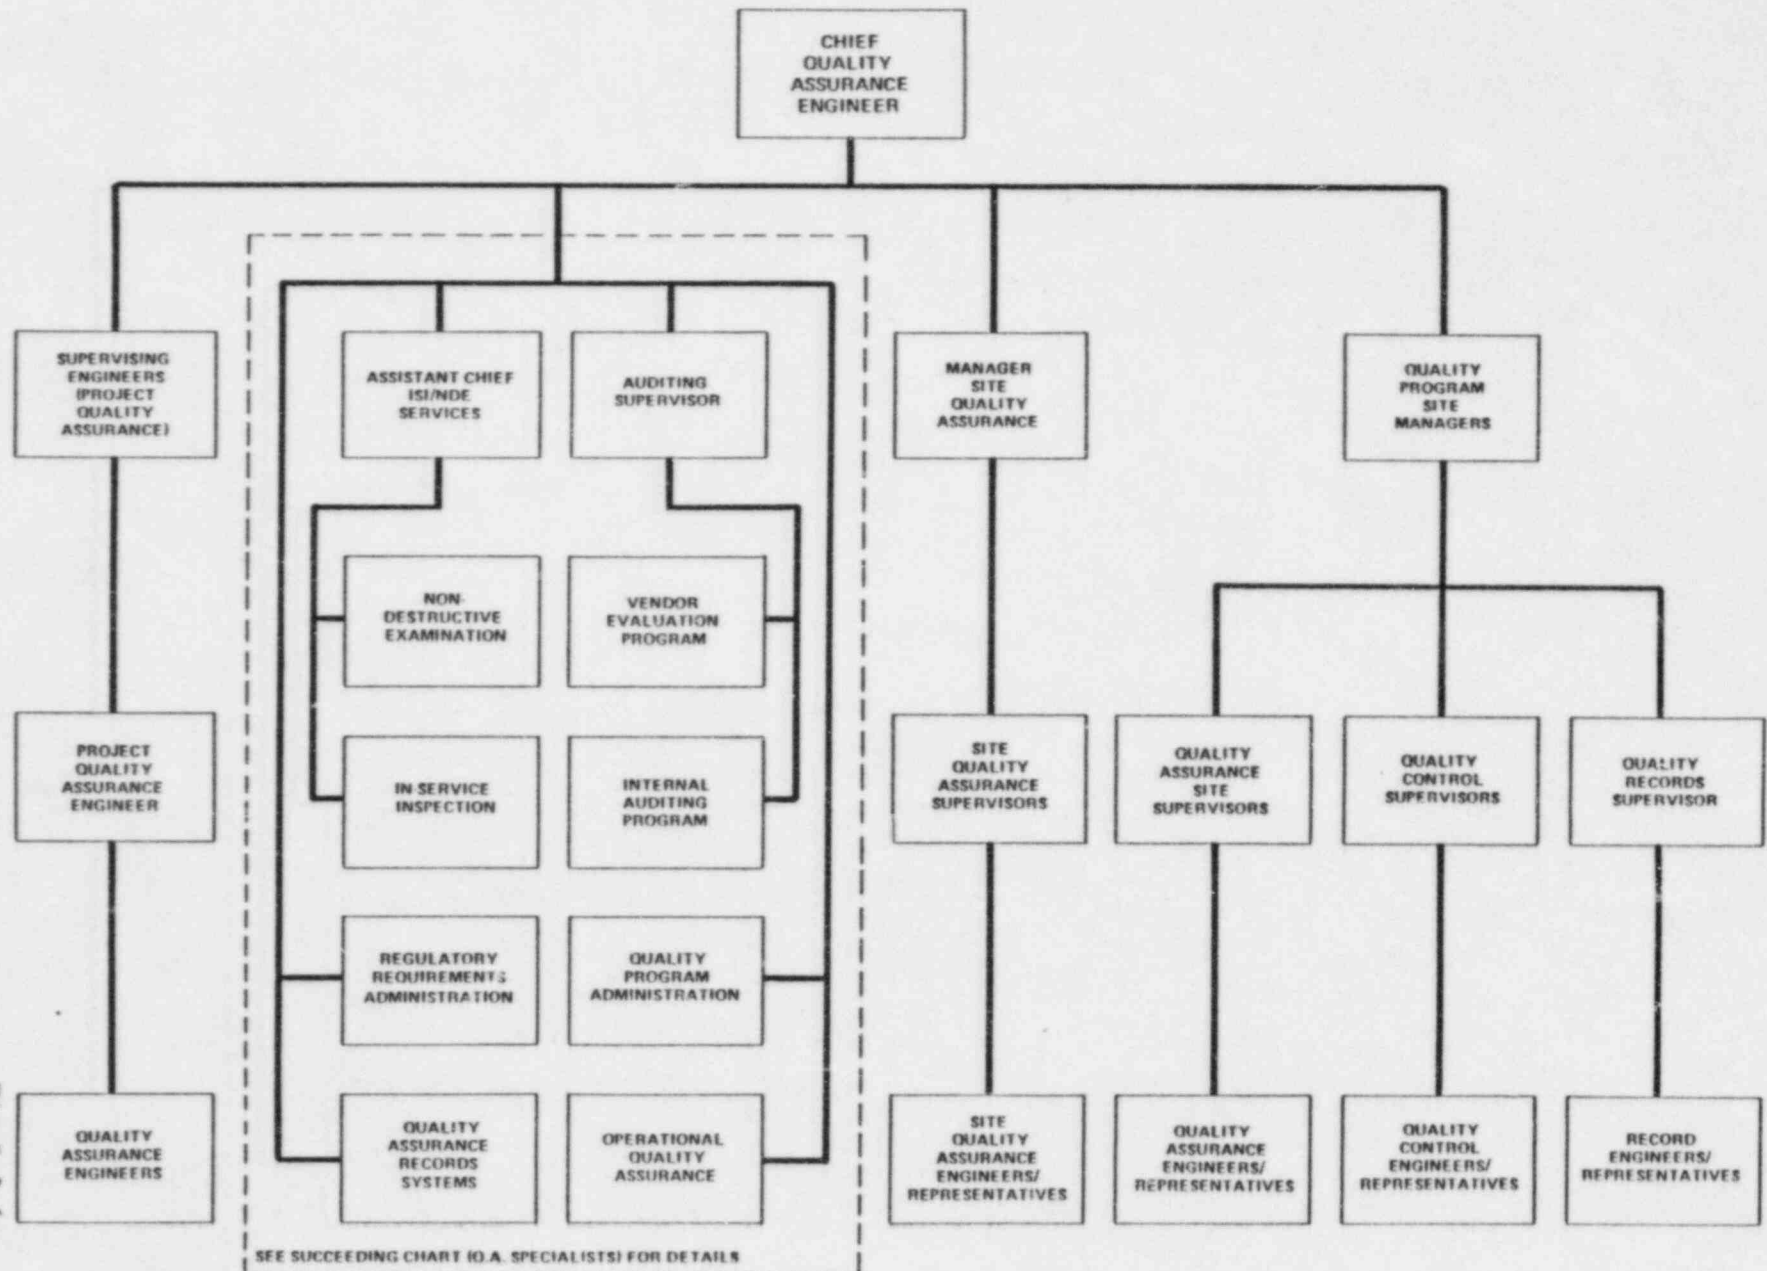 CHIEF
QUALITY
ASSURANCE
ENGINEER
SUPERVISING
ENGINEERS
(PROJECT
QUALITY
ASSURANCE)
ASSISTANT CHIEF
ISI/NDE
SERVICES
AUDITING
SUPERVISOR
MANAGER
SITE
QUALITY
ASSURANCE
QUALITY
PROGRAM
SITE
MANAGERS
NON-
DESTRUCTIVE
EXAMINATION
VENDOR
EVALUATION
PROGRAM
PROJECT
QUALITY
ASSURANCE
ENGINEER
IN-SERVICE
INSPECTION
INTERNAL
AUDITING
PROGRAM
SITE
QUALITY
ASSURANCE
SUPERVISORS
QUALITY
ASSURANCE
SITE
SUPERVISORS
QUALITY
CONTROL
SUPERVISORS
QUALITY
RECORDS
SUPERVISOR
REGULATORY
REQUIREMENTS
ADMINISTRATION
QUALITY
PROGRAM
ADMINISTRATION
QUALITY
ASSURANCE
ENGINEERS
QUALITY
ASSURANCE
RECORDS
SYSTEMS
OPERATIONAL
QUALITY
ASSURANCE
SITE
QUALITY
ASSURANCE
ENGINEERS/
REPRESENTATIVES
QUALITY
ASSURANCE
ENGINEERS/
REPRESENTATIVES
QUALITY
CONTROL
ENGINEERS/
REPRESENTATIVES
RECORD
ENGINEERS/
REPRESENTATIVES
SEE SUCCEEDING CHART (Q.A. SPECIALISTS) FOR DETAILS